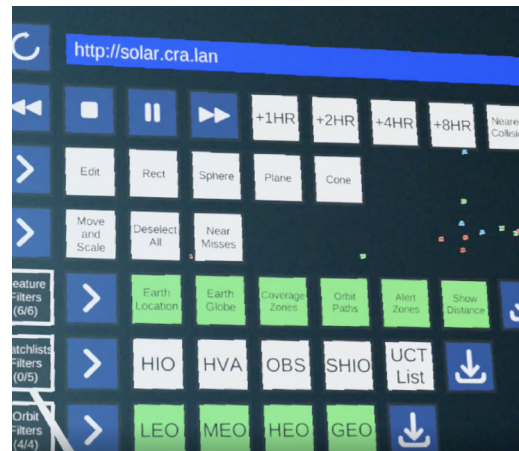 http://solar.cra.lan
+1HR
+2HR
+4HR
+8HR
Edit
Rect
Sphere
Plane
Cone
Move
and
Scale
Deselect
All
Near
Misses
Filters
(6/6)
Earth
Location
Earth
Globe
Coverage
Zones
Orbit
Paths
Alert
Zones
Show
Distance
Filters
(0/5)
HIO
HVA
OBS
SHIO
UCT
List
Orbit
Filters
(4/4)
LEO
MEO
HEO
GEO